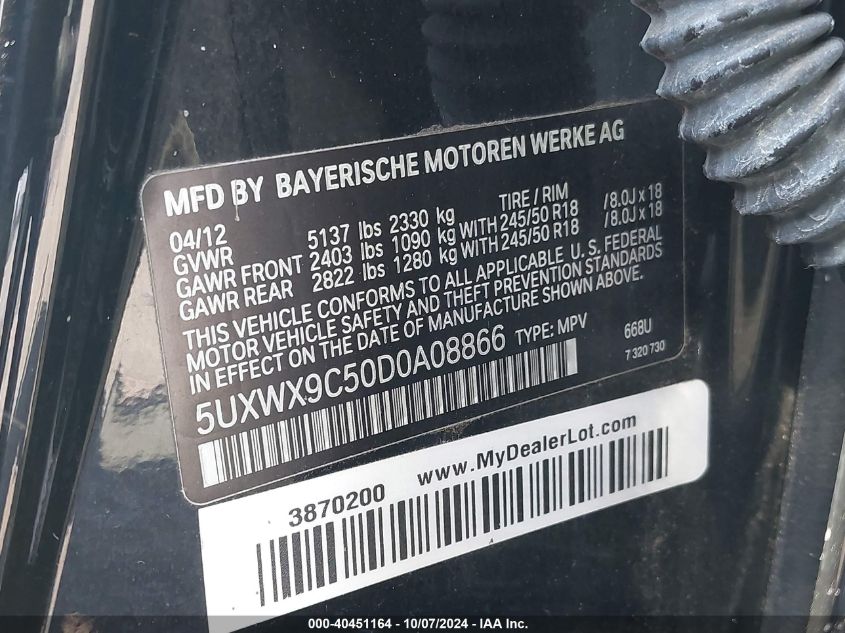 MFD BY BAYERISCHE MOTOREN WERKE AG
04/12 TIRE / RIM
GVWR 5137 lbs 2330 kg
GAWR FRONT 2403 lbs 1090 kg WITH 245/50 R18 /8.0J x 18
GAWR REAR 2822 lbs 1280 kg WITH 245/50 R18 /8.0J x 18
THIS VEHICLE CONFORMS TO ALL APPLICABLE U. S. FEDERAL
MOTOR VEHICLE SAFETY AND THEFT PREVENTION STANDARDS
IN EFFECT ON THE DATE OF MANUFACTURE SHOWN ABOVE.
5UXWX9C50D0A08866 TYPE: MPV 668U
7 320 730
3870200 www.MyDealerLot.com
000-40451164 - 10/07/2024 - IAA Inc.